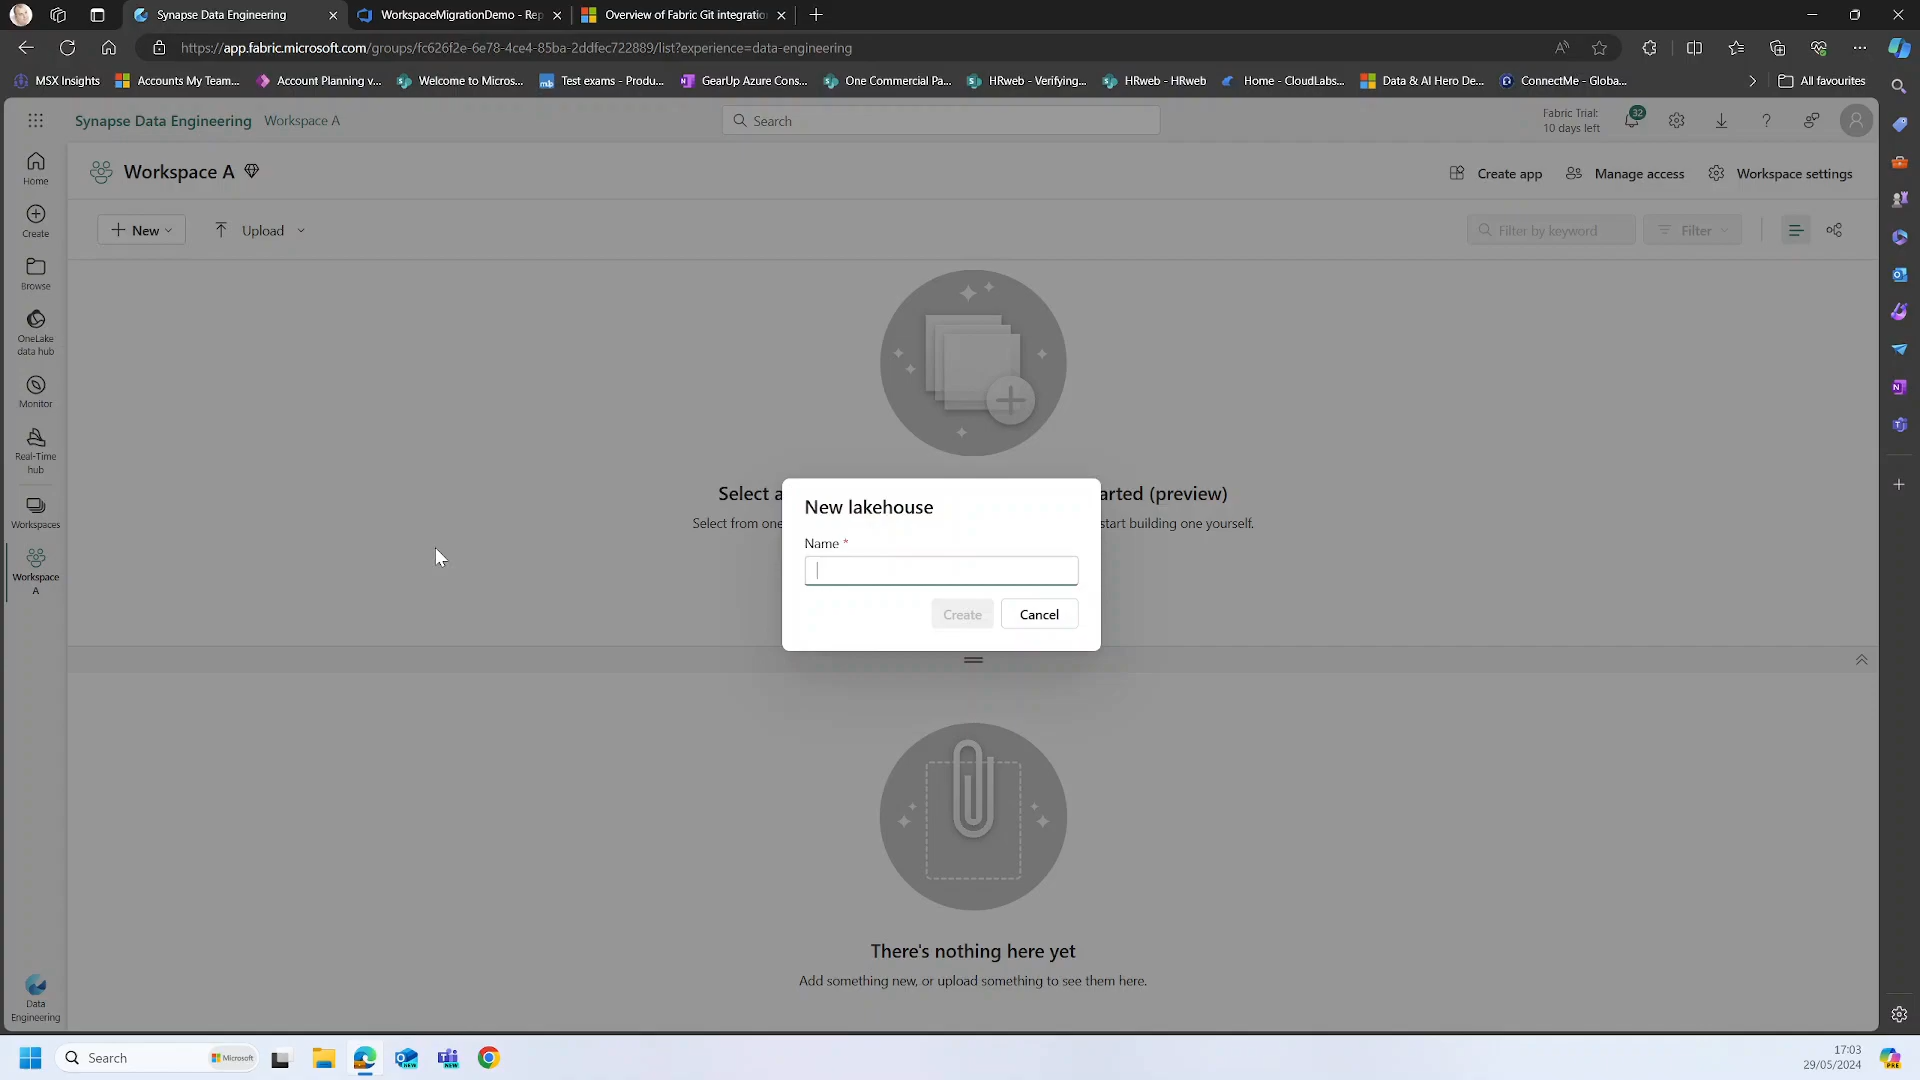 Synapse Data Engineering
WorkspaceMigrationDemo - Rep
Overview of Fabric Git integration
https://app.fabric.microsoft.com/groups/fc626f2e-6e78-4ce4-85ba-2ddfec722889/list?experience=data-engineering
MSX Insights
Accounts My Team...
Account Planning v...
Welcome to Micros...
Test exams - Produ...
GearUp Azure Cons...
One Commercial Pa...
HRweb - Verifying...
HRweb - HRweb
Home - CloudLabs...
Data & AI Hero De...
ConnectMe - Globa...
All favourites
Synapse Data Engineering
Workspace A
Search
Fabric Trial:
10 days left
32
Home
Create
Browse
OneLake
data hub
Monitor
Real-Time
hub
Workspaces
Workspace
A
Data
Engineering
Workspace A
Create app
Manage access
Workspace settings
New
Upload
Filter by keyword
Filter
Select a
arted (preview)
Select from one
start building one yourself.
New lakehouse
Name *
Create
Cancel
There's nothing here yet
Add something new, or upload something to see them here.
Search
Microsoft
NEW
NEW
17:03
29/05/2024
PRE